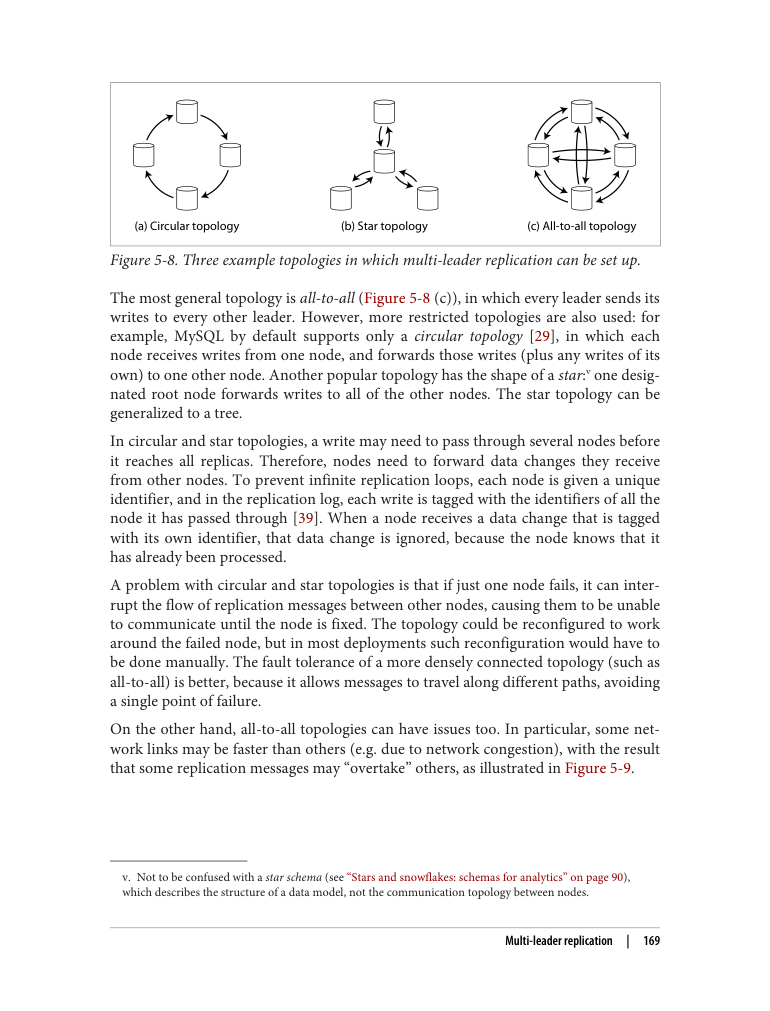 (a) Circular topology
(b) Star topology
(c) All-to-all topology
Figure 5-8. Three example topologies in which multi-leader replication can be set up.
The most general topology is all-to-all (Figure 5-8 (c)), in which every leader sends its
writes to every other leader. However, more restricted topologies are also used: for
example, MySQL by default supports only a circular topology [29], in which each
node receives writes from one node, and forwards those writes (plus any writes of its
own) to one other node. Another popular topology has the shape of a star:v one desig-
nated root node forwards writes to all of the other nodes. The star topology can be
generalized to a tree.
In circular and star topologies, a write may need to pass through several nodes before
it reaches all replicas. Therefore, nodes need to forward data changes they receive
from other nodes. To prevent infinite replication loops, each node is given a unique
identifier, and in the replication log, each write is tagged with the identifiers of all the
node it has passed through [39]. When a node receives a data change that is tagged
with its own identifier, that data change is ignored, because the node knows that it
has already been processed.
A problem with circular and star topologies is that if just one node fails, it can inter-
rupt the flow of replication messages between other nodes, causing them to be unable
to communicate until the node is fixed. The topology could be reconfigured to work
around the failed node, but in most deployments such reconfiguration would have to
be done manually. The fault tolerance of a more densely connected topology (such as
all-to-all) is better, because it allows messages to travel along different paths, avoiding
a single point of failure.
On the other hand, all-to-all topologies can have issues too. In particular, some net-
work links may be faster than others (e.g. due to network congestion), with the result
that some replication messages may “overtake” others, as illustrated in Figure 5-9.
v. Not to be confused with a star schema (see “Stars and snowflakes: schemas for analytics” on page 90),
which describes the structure of a data model, not the communication topology between nodes.
Multi-leader replication | 169